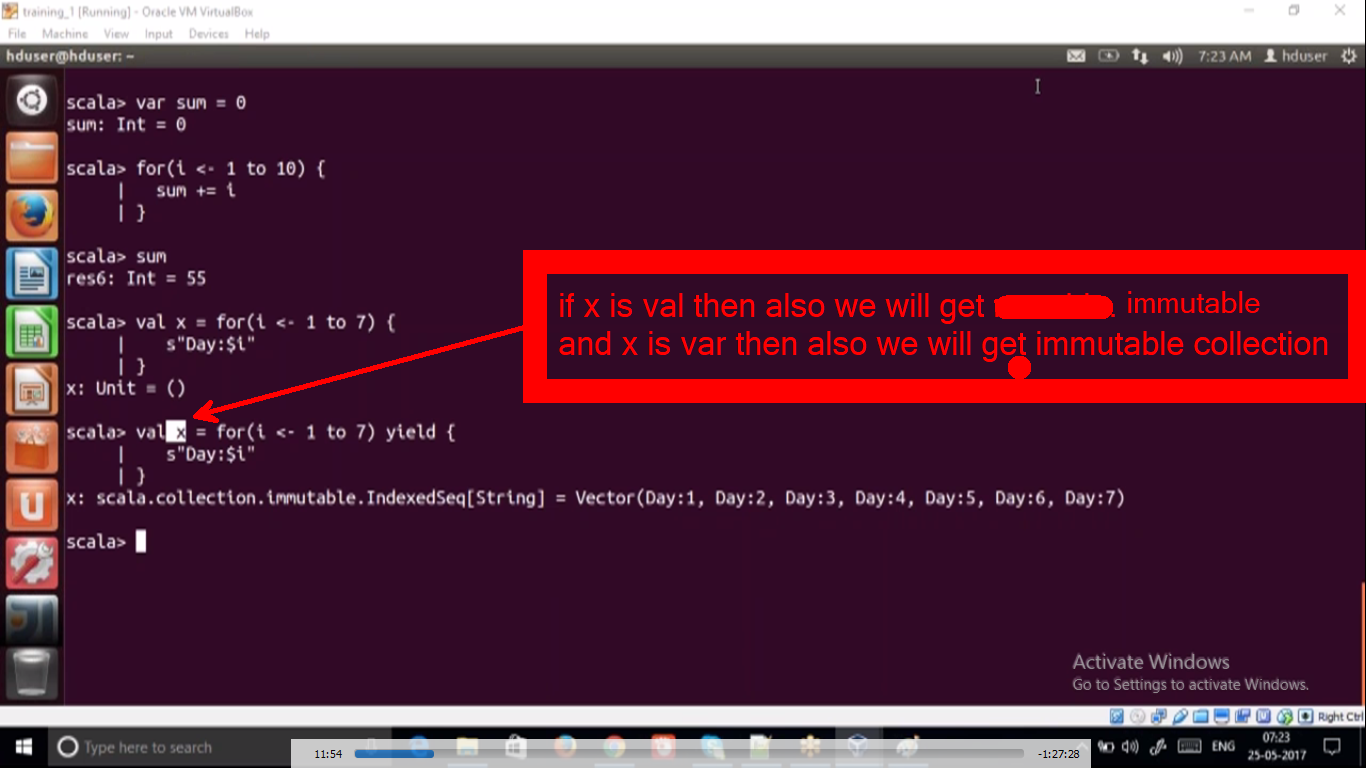 training_1 [Running] - Oracle VM VirtualBox
File Machine View Input Devices Help
hduser@hduser: ~
7:23 AM hduser
scala> var sum = 0
sum: Int = 0
scala> for(i <- 1 to 10) {
| sum += i
| }
scala> sum
res6: Int = 55
scala> val x = for(i <- 1 to 7) {
| s"Day:$i"
| }
x: Unit = ()
if x is val then also we will get immutable
and x is var then also we will get immutable collection
scala> val x = for(i <- 1 to 7) yield {
| s"Day:$i"
| }
x: scala.collection.immutable.IndexedSeq[String] = Vector(Day:1, Day:2, Day:3, Day:4, Day:5, Day:6, Day:7)
scala>
Activate Windows
Go to Settings to activate Windows.
Right Ctrl
Type here to search
11:54
-1:27:28
ENG
07:23
25-05-2017